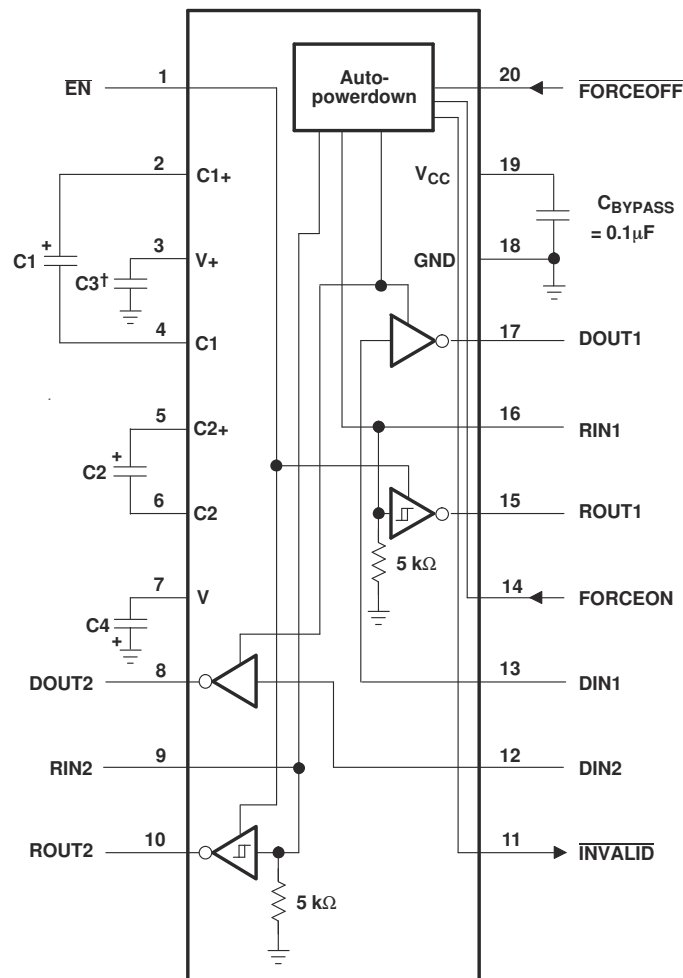 Auto-
powerdown
EN
1
20
FORCEOFF
2
C1+
VCC
19
CBYPASS
= 0.1µF
C1
+
3
V+
C3†
GND
18
4
C1
17
DOUT1
5
C2+
16
RIN1
C2
+
6
C2
15
ROUT1
5 kΩ
7
V
14
FORCEON
C4
+
DOUT2
8
13
DIN1
RIN2
9
12
DIN2
ROUT2
10
11
INVALID
5 kΩ